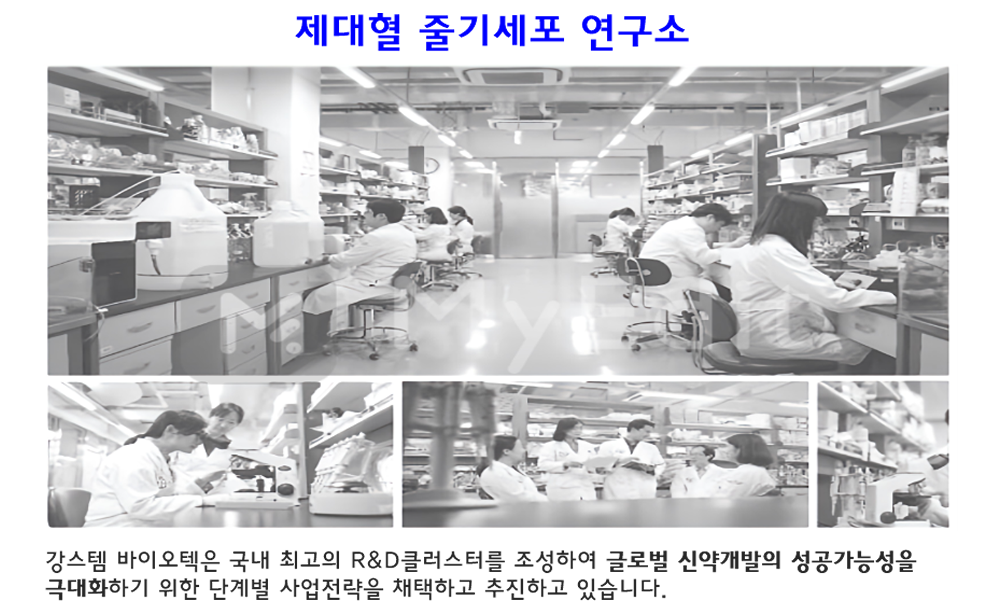 제대혈 줄기세포 연구소
강스템 바이오텍은 국내 최고의 R&D클러스터를 조성하여 글로벌 신약개발의 성공가능성을
극대화하기 위한 단계별 사업전략을 채택하고 추진하고 있습니다.